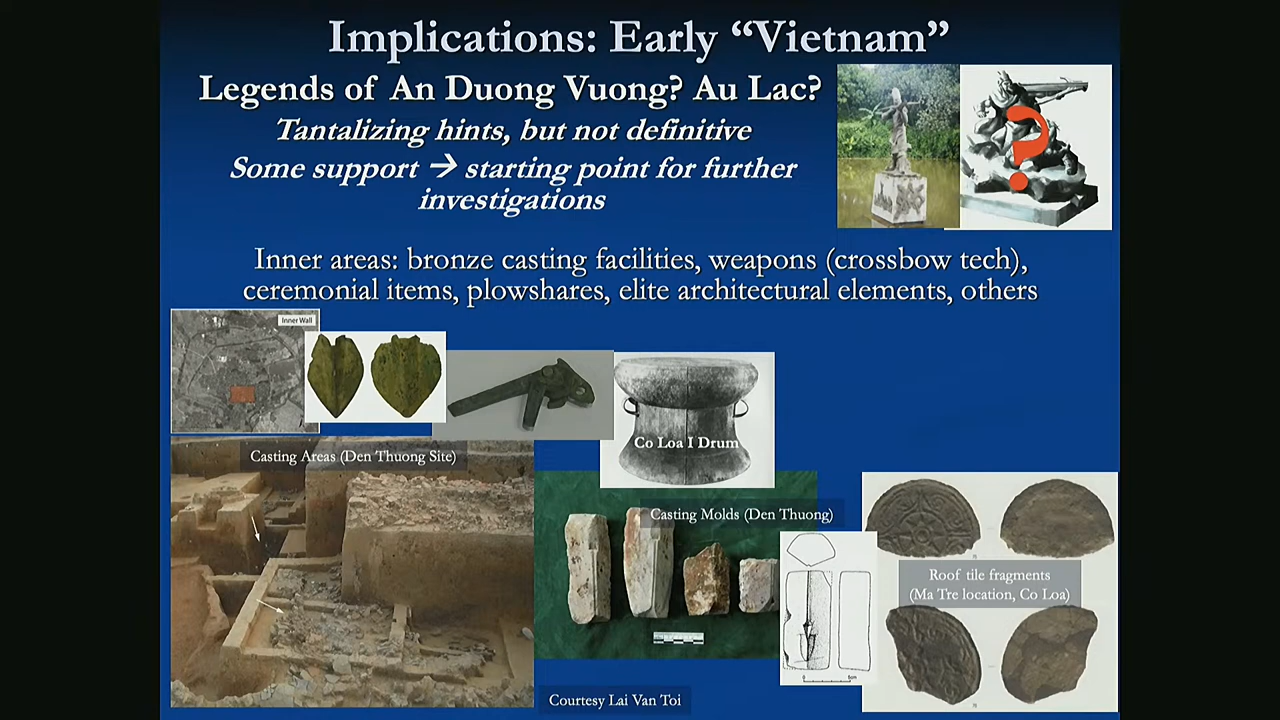 Implications: Early “Vietnam”
Legends of An Duong Vuong? Au Lac?
Tantalizing hints, but not definitive
Some support → starting point for further
investigations
?
Inner areas: bronze casting facilities, weapons (crossbow tech),
ceremonial items, plowshares, elite architectural elements, others
Inner Wall
Co Loa I Drum
Casting Areas (Den Thuong Site)
Casting Molds (Den Thuong)
Roof tile fragments
(Ma Tre location, Co Loa)
0 5cm
Courtesy Lai Van Toi